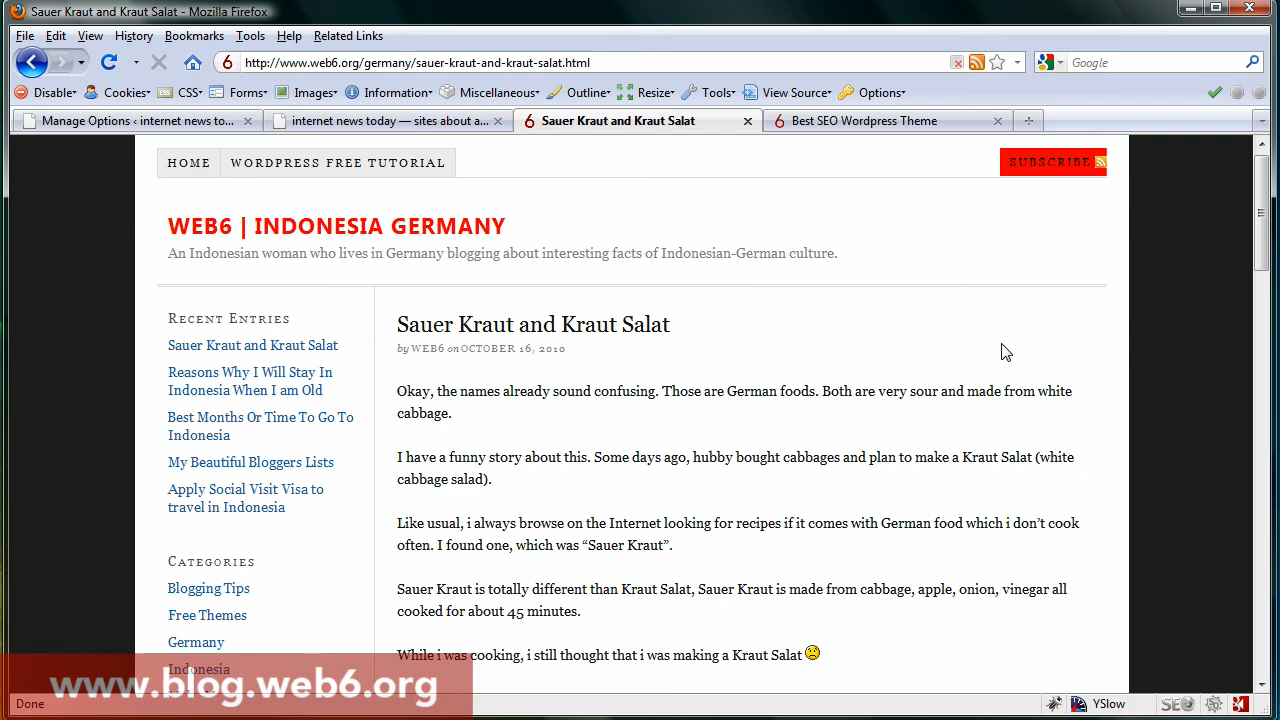 Sauer Kraut and Kraut Salat - Mozilla Firefox
File Edit View History Bookmarks Tools Help Related Links
6 http://www.web6.org/germany/sauer-kraut-and-kraut-salat.html Google
Disable Cookies CSS Forms Images Information Miscellaneous Outline Resize Tools View Source Options
Manage Options ‹ internet news to... internet news today — sites about a... 6 Sauer Kraut and Kraut Salat 6 Best SEO Wordpress Theme
HOME WORDPRESS FREE TUTORIAL SUBSCRIBE
WEB6 | INDONESIA GERMANY
An Indonesian woman who lives in Germany blogging about interesting facts of Indonesian-German culture.
RECENT ENTRIES
Sauer Kraut and Kraut Salat
Reasons Why I Will Stay In
Indonesia When I am Old
Best Months Or Time To Go To
Indonesia
My Beautiful Bloggers Lists
Apply Social Visit Visa to
travel in Indonesia
CATEGORIES
Blogging Tips
Free Themes
Germany
Indonesia
Sauer Kraut and Kraut Salat
by WEB6 on OCTOBER 16, 2010
Okay, the names already sound confusing. Those are German foods. Both are very sour and made from white
cabbage.
I have a funny story about this. Some days ago, hubby bought cabbages and plan to make a Kraut Salat (white
cabbage salad).
Like usual, i always browse on the Internet looking for recipes if it comes with German food which i don't cook
often. I found one, which was “Sauer Kraut”.
Sauer Kraut is totally different than Kraut Salat, Sauer Kraut is made from cabbage, apple, onion, vinegar all
cooked for about 45 minutes.
While i was cooking, i still thought that i was making a Kraut Salat
www.blog.web6.org
Done YSlow SEO